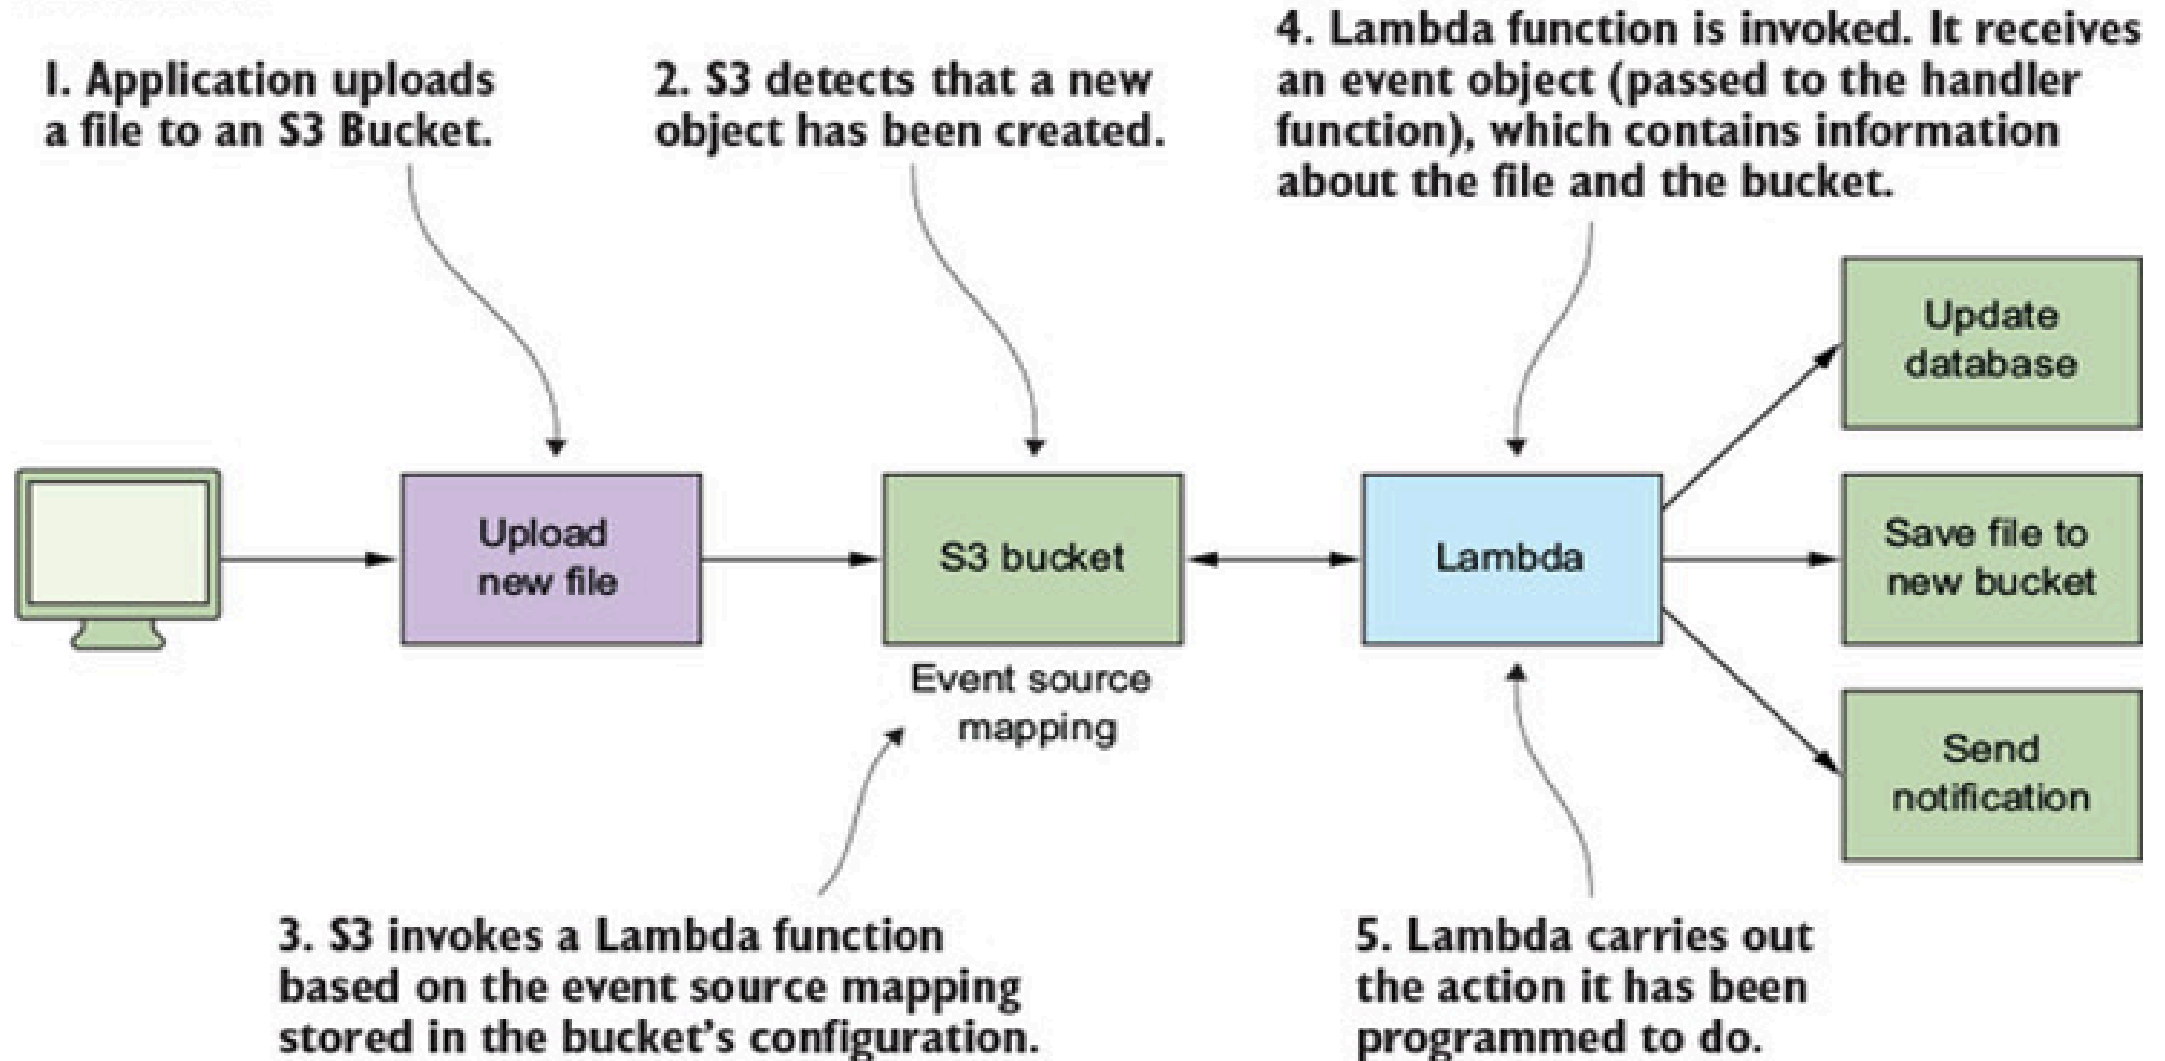 1. Application uploads
a file to an S3 Bucket.
2. S3 detects that a new
object has been created.
4. Lambda function is invoked. It receives
an event object (passed to the handler
function), which contains information
about the file and the bucket.
Upload
new file
S3 bucket
Event source
mapping
Lambda
Update
database
Save file to
new bucket
Send
notification
3. S3 invokes a Lambda function
based on the event source mapping
stored in the bucket's configuration.
5. Lambda carries out
the action it has been
programmed to do.